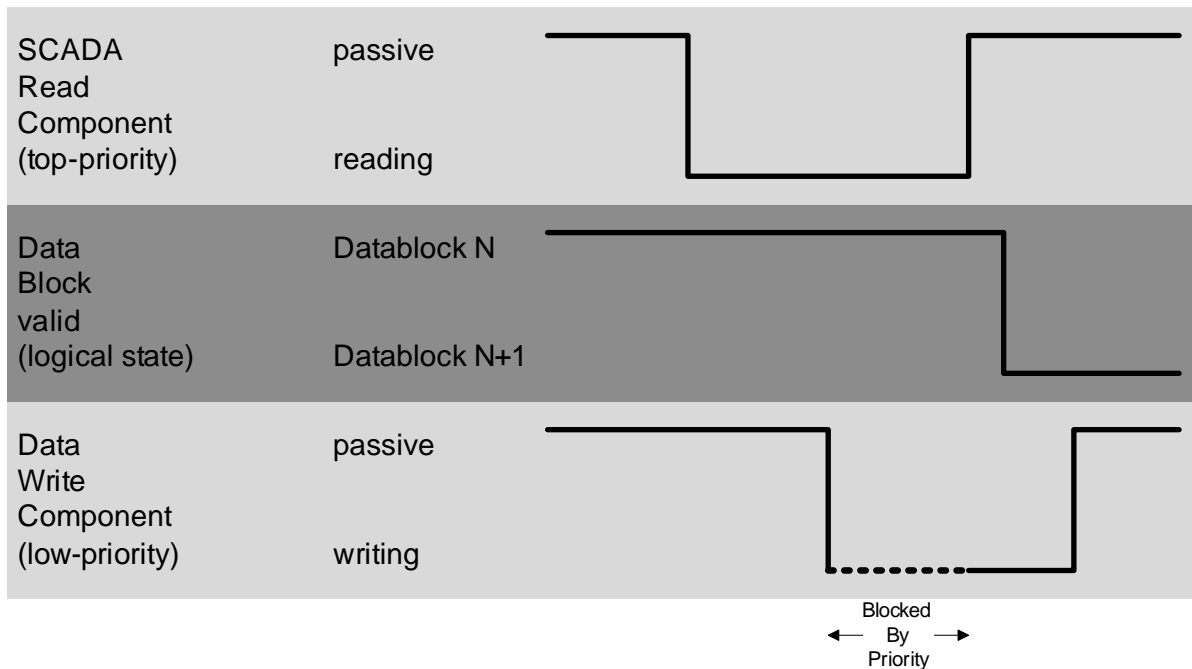 SCADA passive
Read
Component
(top-priority) reading
Data Datablock N
Block
valid
(logical state) Datablock N+1
Data passive
Write
Component
(low-priority) writing
Blocked
By
Priority